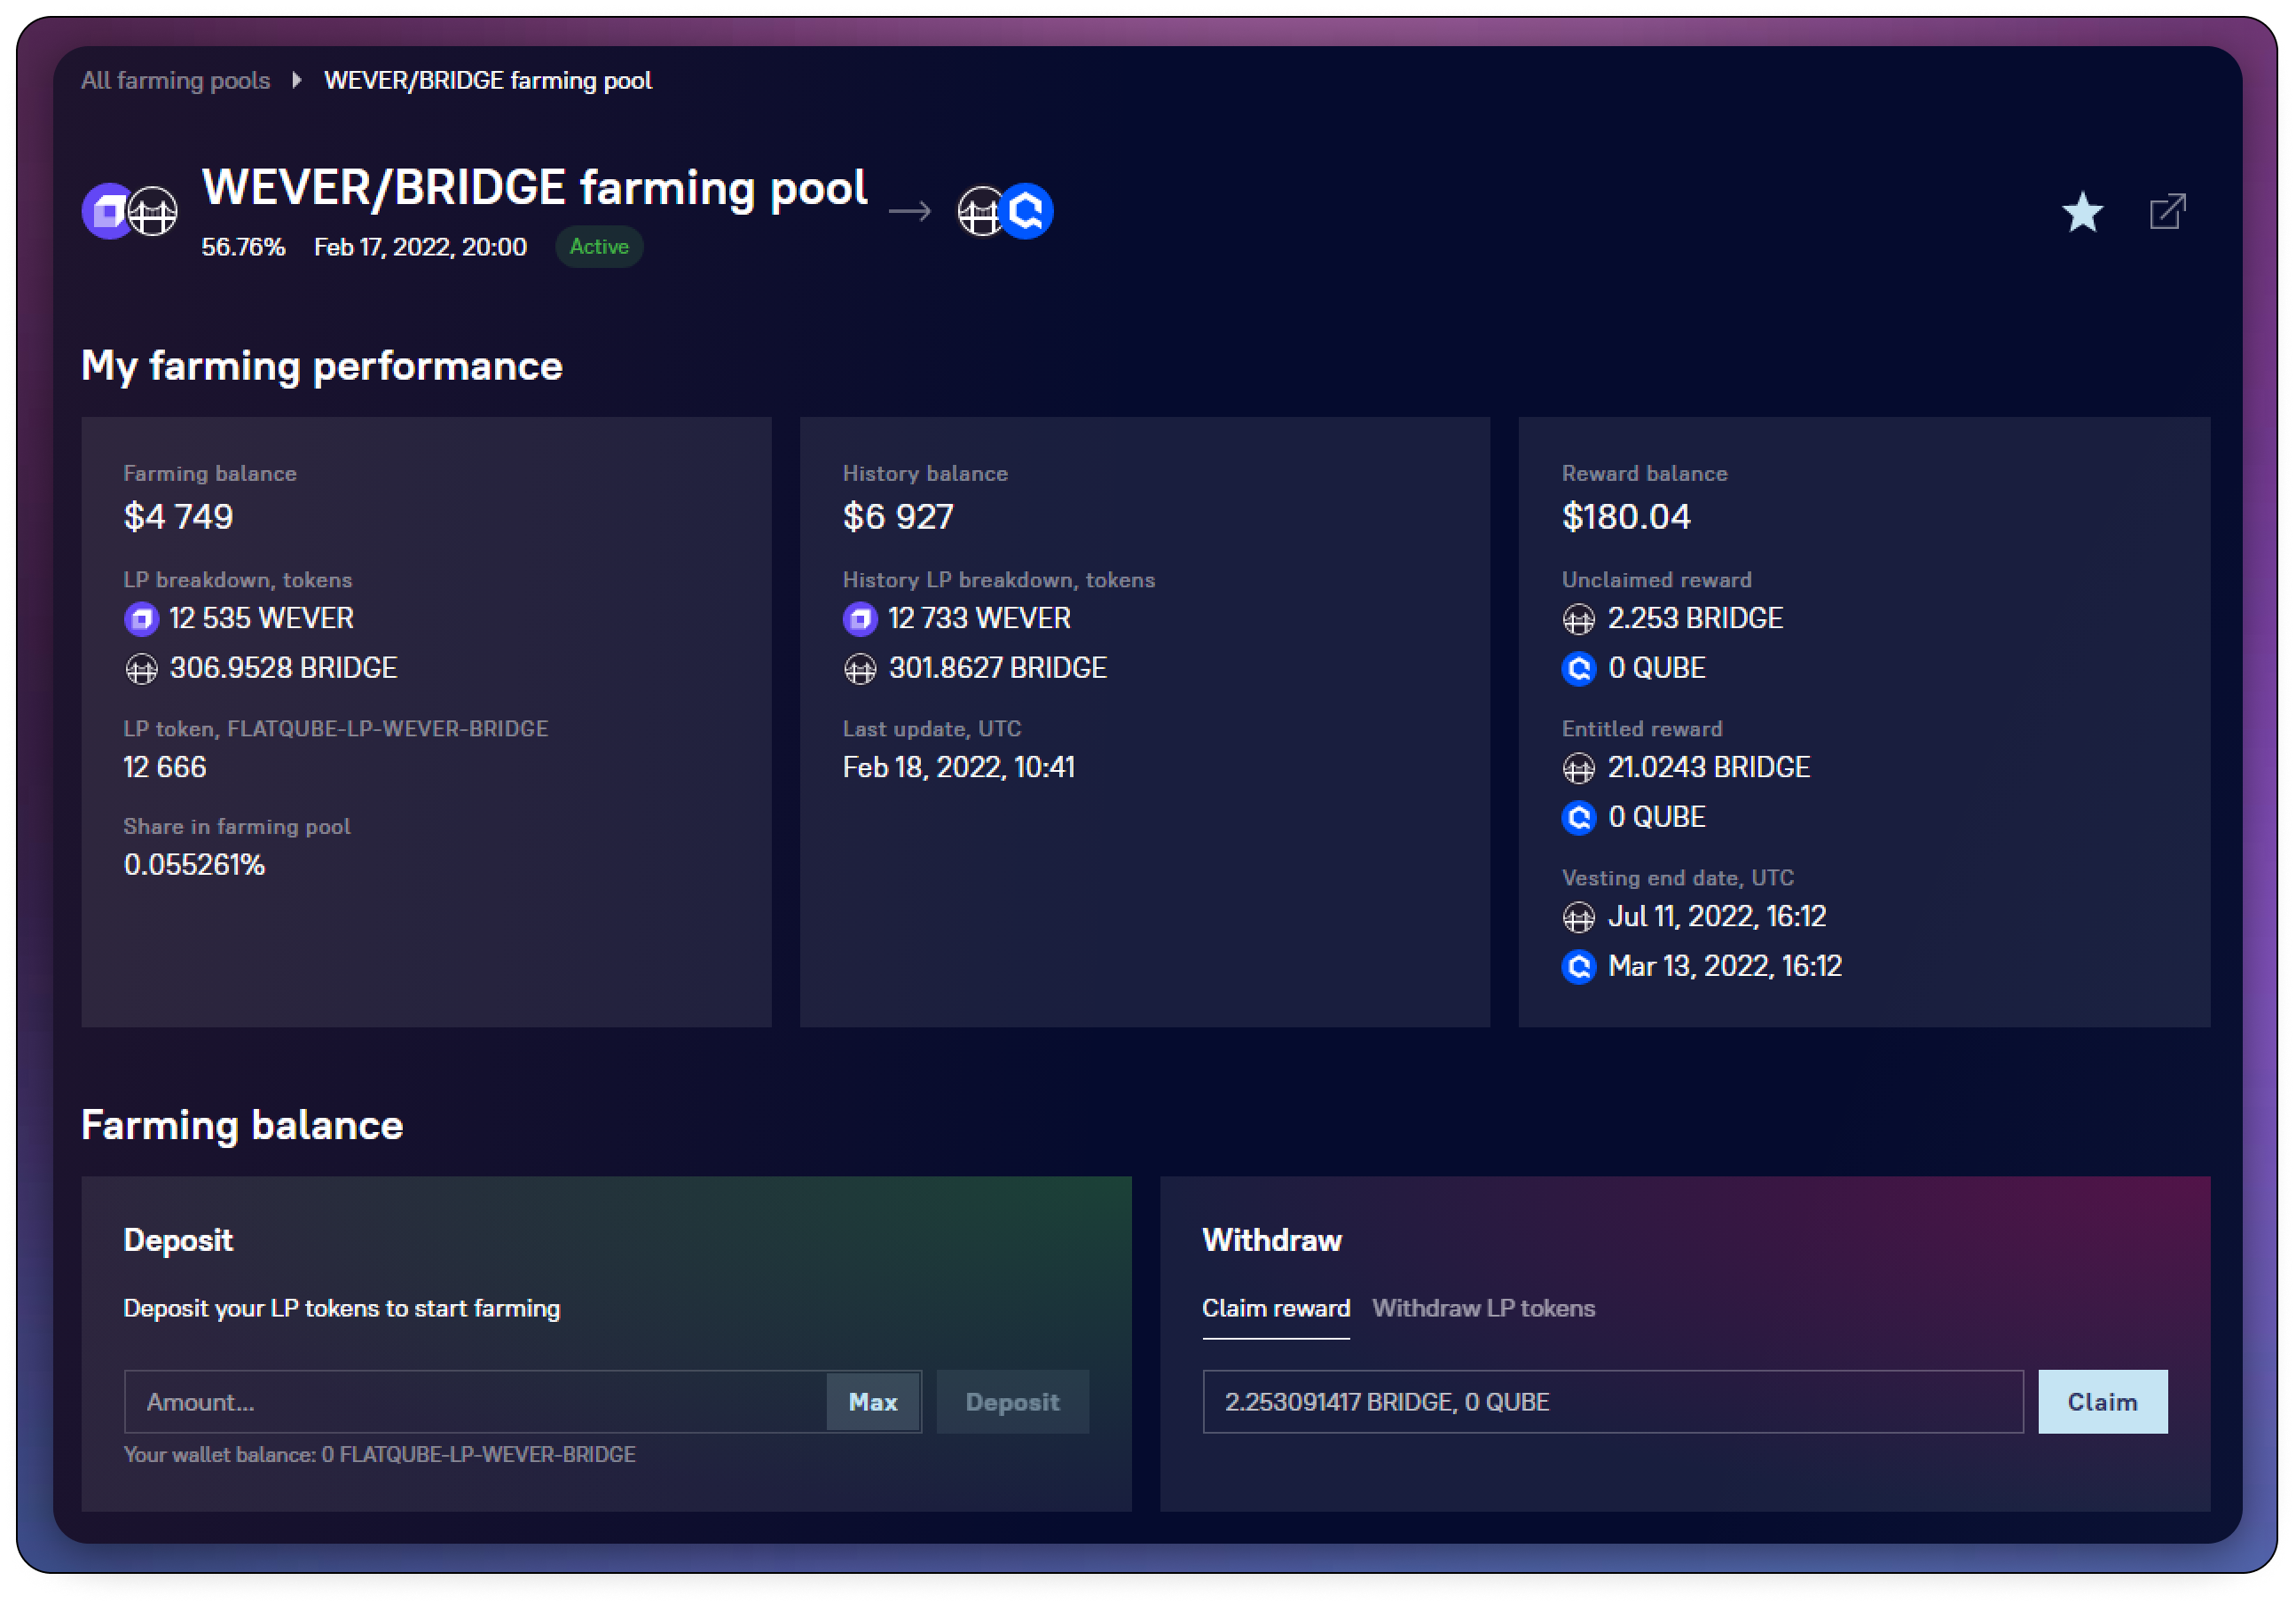 All farming pools WEVER/BRIDGE farming pool
WEVER/BRIDGE farming pool
56.76% Feb 17, 2022, 20:00 Active
My farming performance
Farming balance
$4 749
LP breakdown, tokens
12 535 WEVER
306.9528 BRIDGE
LP token, FLATQUBE-LP-WEVER-BRIDGE
12 666
Share in farming pool
0.055261%
History balance
$6 927
History LP breakdown, tokens
12 733 WEVER
301.8627 BRIDGE
Last update, UTC
Feb 18, 2022, 10:41
Reward balance
$180.04
Unclaimed reward
2.253 BRIDGE
0 QUBE
Entitled reward
21.0243 BRIDGE
0 QUBE
Vesting end date, UTC
Jul 11, 2022, 16:12
Mar 13, 2022, 16:12
Farming balance
Deposit
Deposit your LP tokens to start farming
Amount... Max Deposit
Your wallet balance: 0 FLATQUBE-LP-WEVER-BRIDGE
Withdraw
Claim reward Withdraw LP tokens
2.253091417 BRIDGE, 0 QUBE Claim